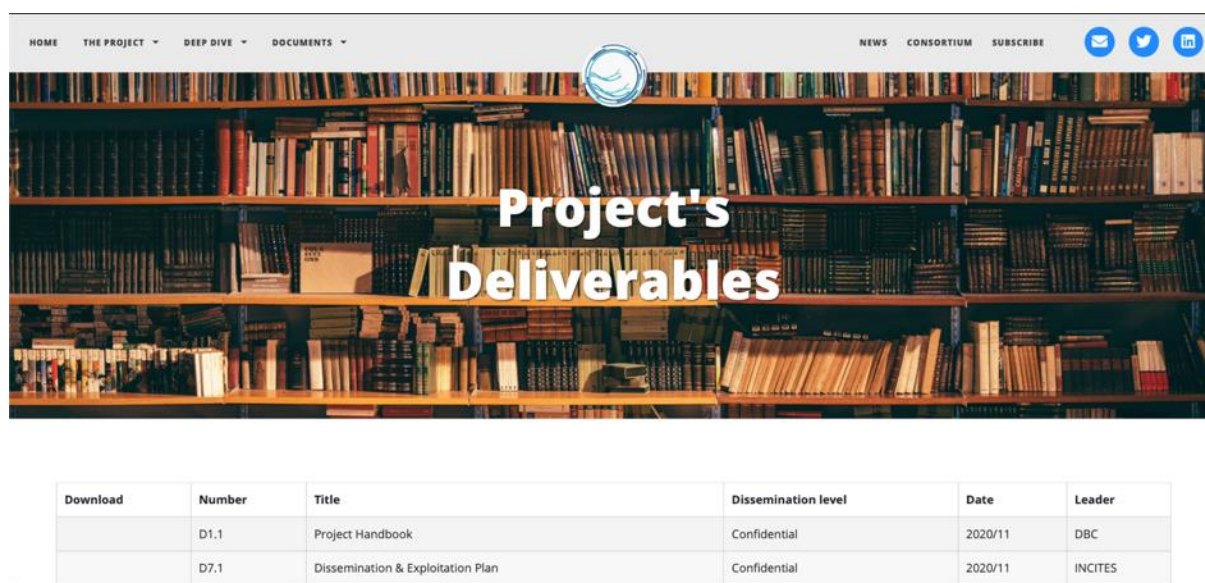 HOME THE PROJECT DEEP DIVE DOCUMENTS NEWS CONSORTIUM SUBSCRIBE in
Project's
Deliverables
Download Number Title Dissemination level Date Leader
D1.1 Project Handbook Confidential 2020/11 DBC
D7.1 Dissemination & Exploitation Plan Confidential 2020/11 INCITES